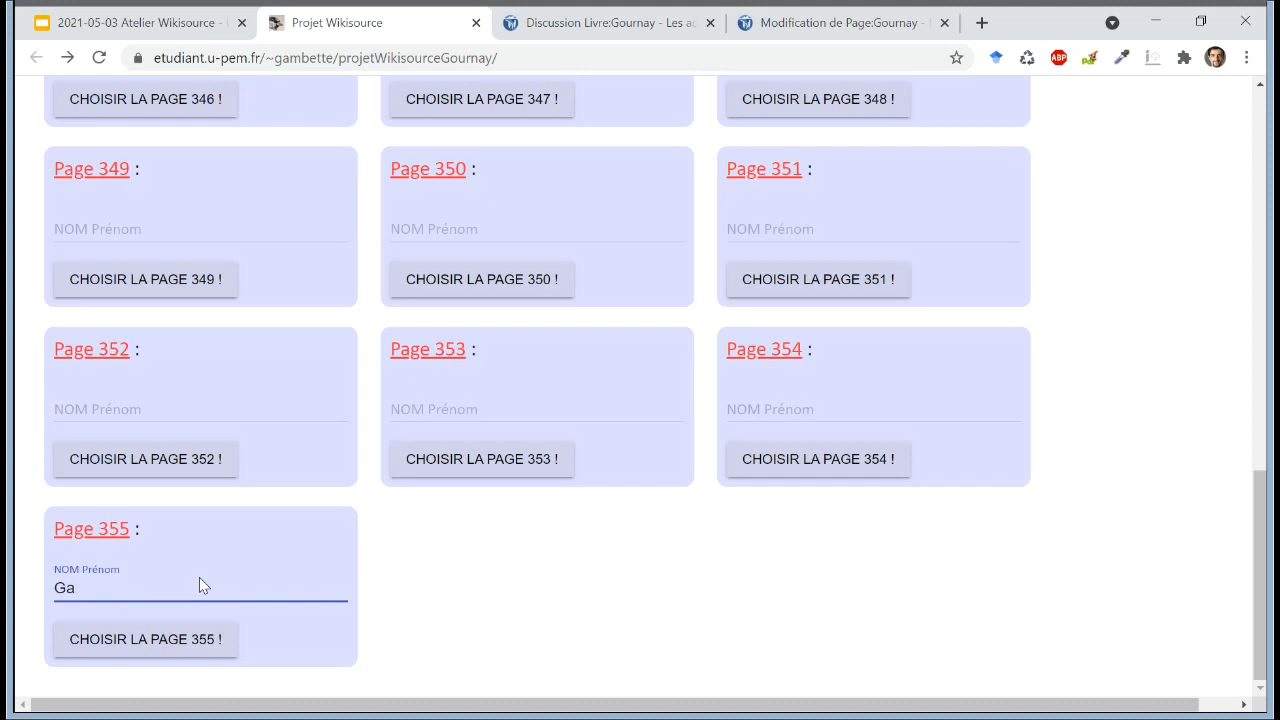 2021-05-03 Atelier Wikisource -
Projet Wikisource
Discussion Livre:Gournay - Les ac
Modification de Page:Gournay - L
etudiant.u-pem.fr/~gambette/projetWikisourceGournay/
ABP
CHOISIR LA PAGE 346 !
CHOISIR LA PAGE 347 !
CHOISIR LA PAGE 348 !
Page 349 :
Page 350 :
Page 351 :
NOM Prénom
NOM Prénom
NOM Prénom
CHOISIR LA PAGE 349 !
CHOISIR LA PAGE 350 !
CHOISIR LA PAGE 351 !
Page 352 :
Page 353 :
Page 354 :
NOM Prénom
NOM Prénom
NOM Prénom
CHOISIR LA PAGE 352 !
CHOISIR LA PAGE 353 !
CHOISIR LA PAGE 354 !
Page 355 :
NOM Prénom
Ga
CHOISIR LA PAGE 355 !